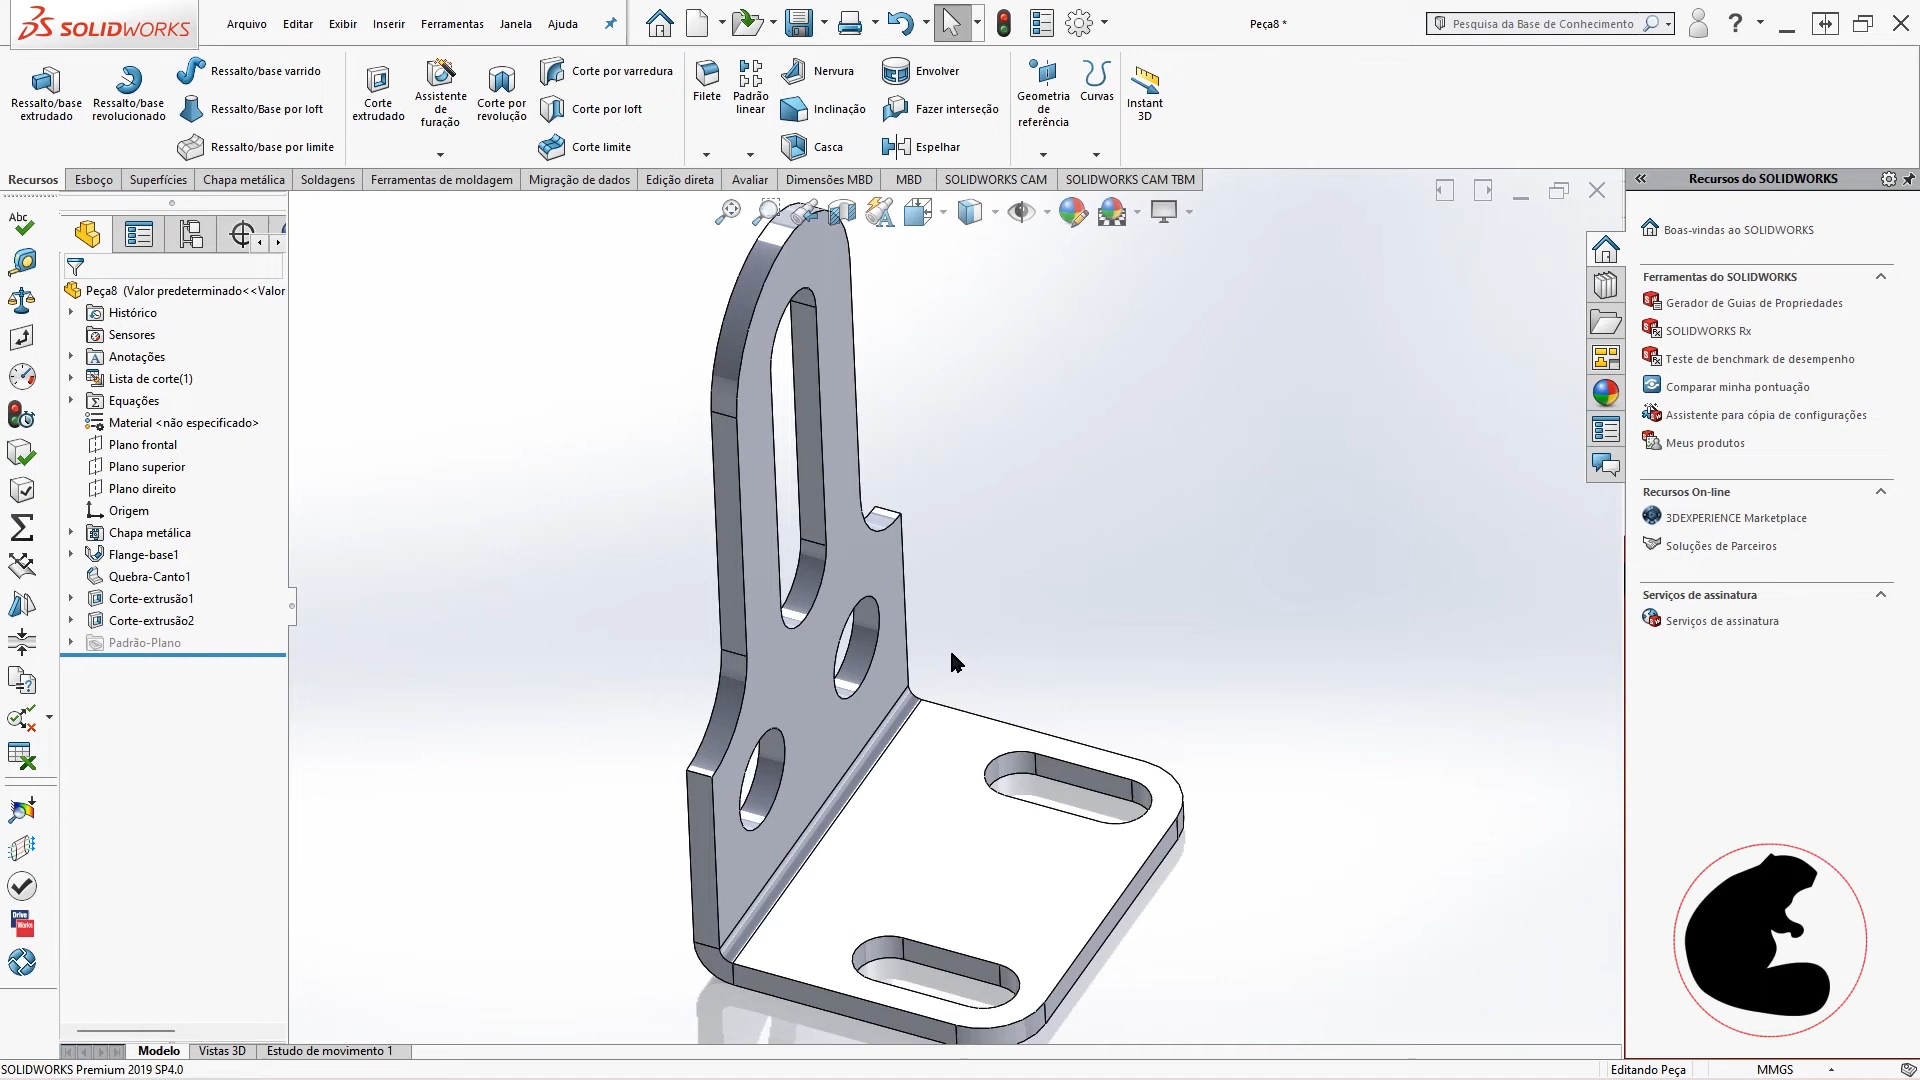 SOLIDWORKS
Arquivo Editar Exibir Inserir Ferramentas Janela Ajuda
Peça8 *
Pesquisa da Base de Conhecimento
?
Ressalto/base extrudado
Ressalto/base revolucionado
Ressalto/base varrido
Ressalto/Base por loft
Ressalto/base por limite
Corte extrudado
Assistente de furação
Corte por revolução
Corte por varredura
Corte por loft
Corte limite
Filete
Padrão linear
Nervura
Inclinação
Casca
Envolver
Fazer interseção
Espelhar
Geometria de referência
Curvas
Instant 3D
Recursos Esboço Superfícies Chapa metálica Soldagens Ferramentas de moldagem Migração de dados Edição direta Avaliar Dimensões MBD MBD SOLIDWORKS CAM SOLIDWORKS CAM TBM
Abc
Peça8 (Valor predeterminado<<Valor
Histórico
Sensores
Anotações
Lista de corte(1)
Equações
Material <não especificado>
Plano frontal
Plano superior
Plano direito
Origem
Chapa metálica
Flange-base1
Quebra-Canto1
Corte-extrusão1
Corte-extrusão2
Padrão-Plano
Drive Works
Recursos do SOLIDWORKS
Boas-vindas ao SOLIDWORKS
Ferramentas do SOLIDWORKS
Gerador de Guias de Propriedades
SOLIDWORKS Rx
Teste de benchmark de desempenho
Comparar minha pontuação
Assistente para cópia de configurações
Meus produtos
Recursos On-line
3DEXPERIENCE Marketplace
Soluções de Parceiros
Serviços de assinatura
Serviços de assinatura
Modelo Vistas 3D Estudo de movimento 1
SOLIDWORKS Premium 2019 SP4.0
Editando Peça MMGS